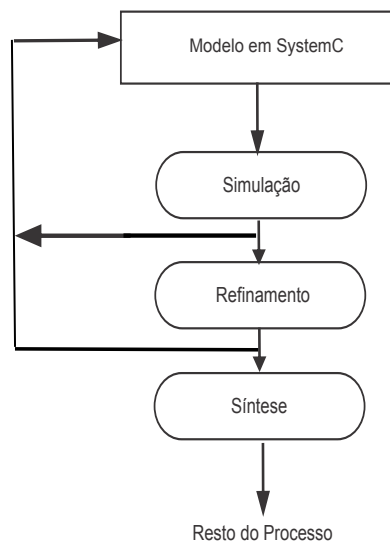 Modelo em SystemC
Simulação
Refinamento
Síntese
Resto do Processo